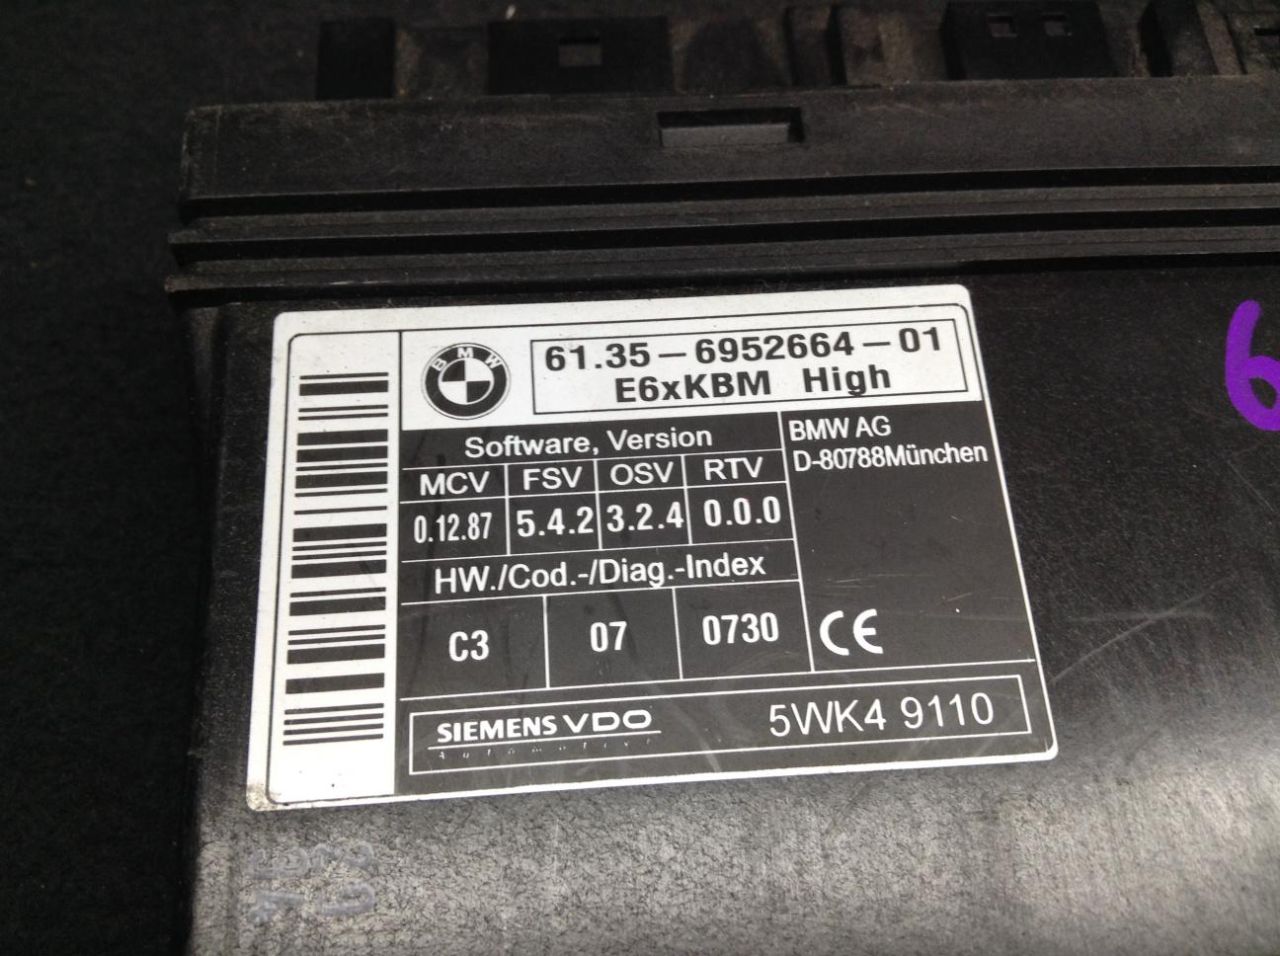 BMW
61.35-6952664-01
E6xKBM High
Software, Version
MCV FSV OSV RTV
0.12.87 5.4.2 3.2.4 0.0.0
BMW AG
D-80788München
HW./Cod.-/Diag.-Index
C3 07 0730
CE
SIEMENS VDO
Automotive
5WK4 9110
6